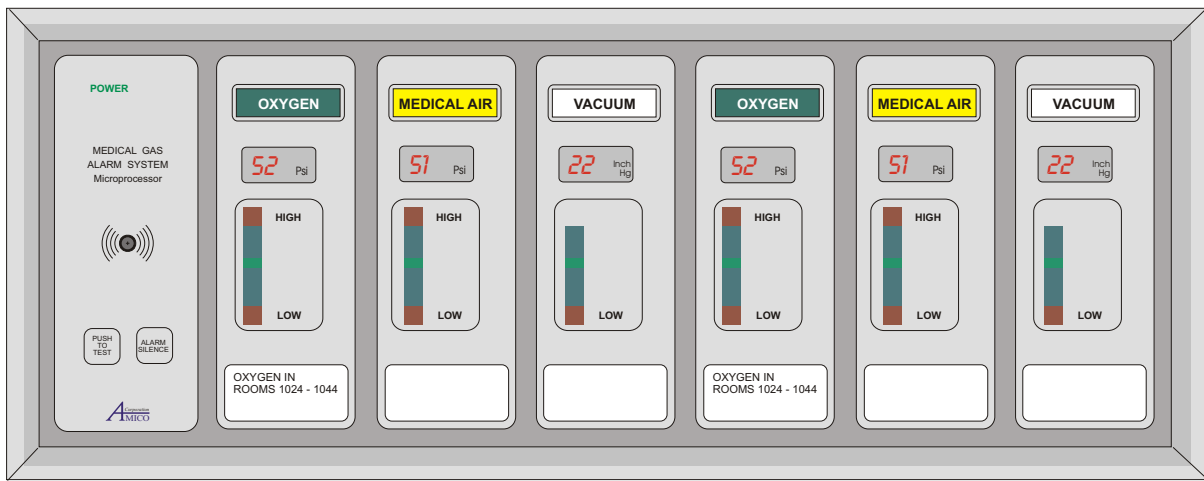 POWER
MEDICAL GAS
ALARM SYSTEM
Microprocessor
PUSH
TO
TEST
ALARM
SILENCE
Corporation
AMICO
OXYGEN
52 Psi
HIGH
LOW
OXYGEN IN
ROOMS 1024 - 1044
MEDICAL AIR
51 Psi
HIGH
LOW
VACUUM
22 Inch
Hg
LOW
OXYGEN
52 Psi
HIGH
LOW
OXYGEN IN
ROOMS 1024 - 1044
MEDICAL AIR
51 Psi
HIGH
LOW
VACUUM
22 Inch
Hg
LOW